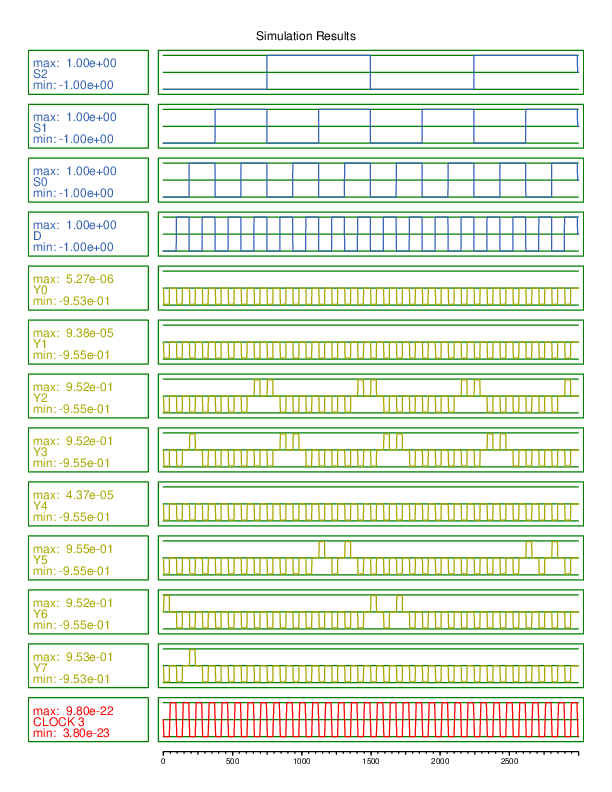 Simulation Results
max: 1.00e+00
S2
min: -1.00e+00
max: 1.00e+00
S1
min: -1.00e+00
max: 1.00e+00
S0
min: -1.00e+00
max: 1.00e+00
D
min: -1.00e+00
max: 5.27e-06
Y0
min: -9.53e-01
max: 9.38e-05
Y1
min: -9.55e-01
max: 9.52e-01
Y2
min: -9.55e-01
max: 9.52e-01
Y3
min: -9.55e-01
max: 4.37e-05
Y4
min: -9.55e-01
max: 9.55e-01
Y5
min: -9.55e-01
max: 9.52e-01
Y6
min: -9.55e-01
max: 9.53e-01
Y7
min: -9.53e-01
max: 9.80e-22
CLOCK 3
min: 3.80e-23
0 500 1000 1500 2000 2500